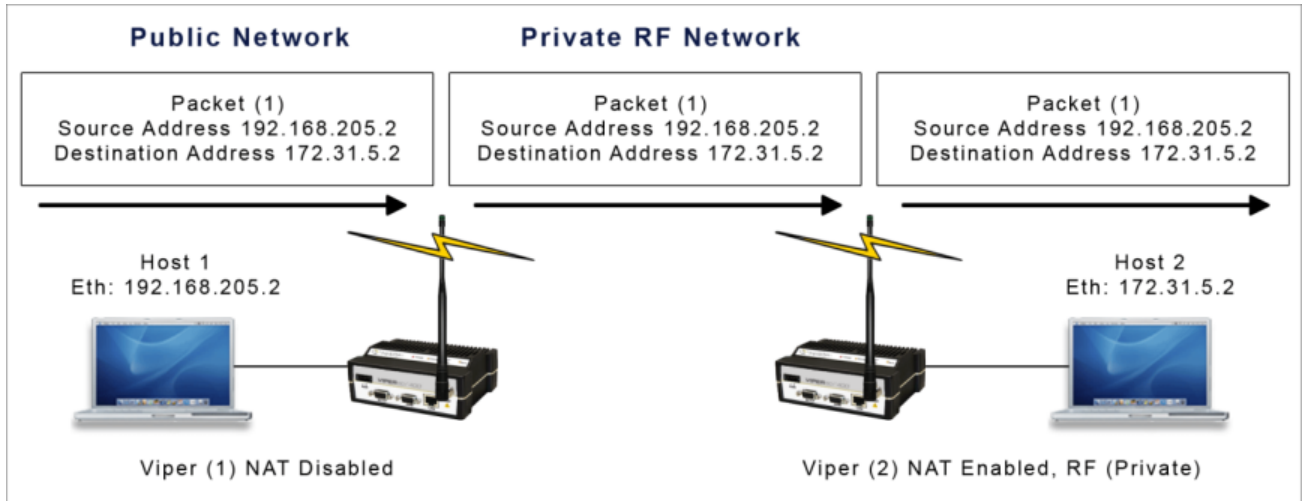 Public Network
Private RF Network
Packet (1)
Source Address 192.168.205.2
Destination Address 172.31.5.2
Packet (1)
Source Address 192.168.205.2
Destination Address 172.31.5.2
Packet (1)
Source Address 192.168.205.2
Destination Address 172.31.5.2
Host 1
Eth: 192.168.205.2
Host 2
Eth: 172.31.5.2
VIPER
VIPER
Viper (1) NAT Disabled
Viper (2) NAT Enabled, RF (Private)